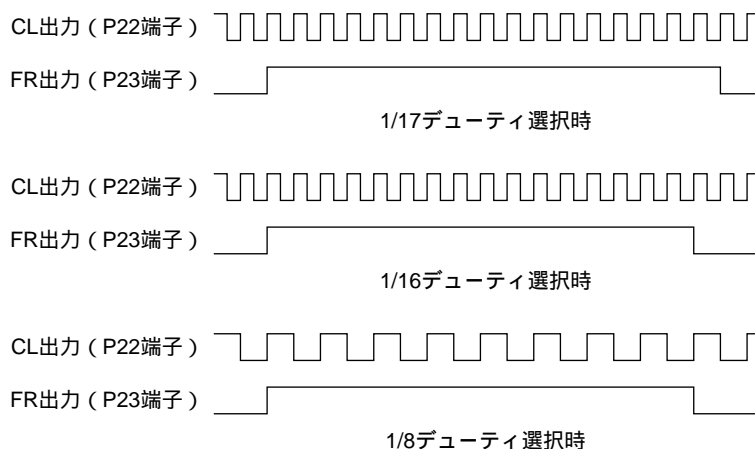 CL出力（P22端子）
FR出力（P23端子）
1/17デューティ選択時
CL出力（P22端子）
FR出力（P23端子）
1/16デューティ選択時
CL出力（P22端子）
FR出力（P23端子）
1/8デューティ選択時